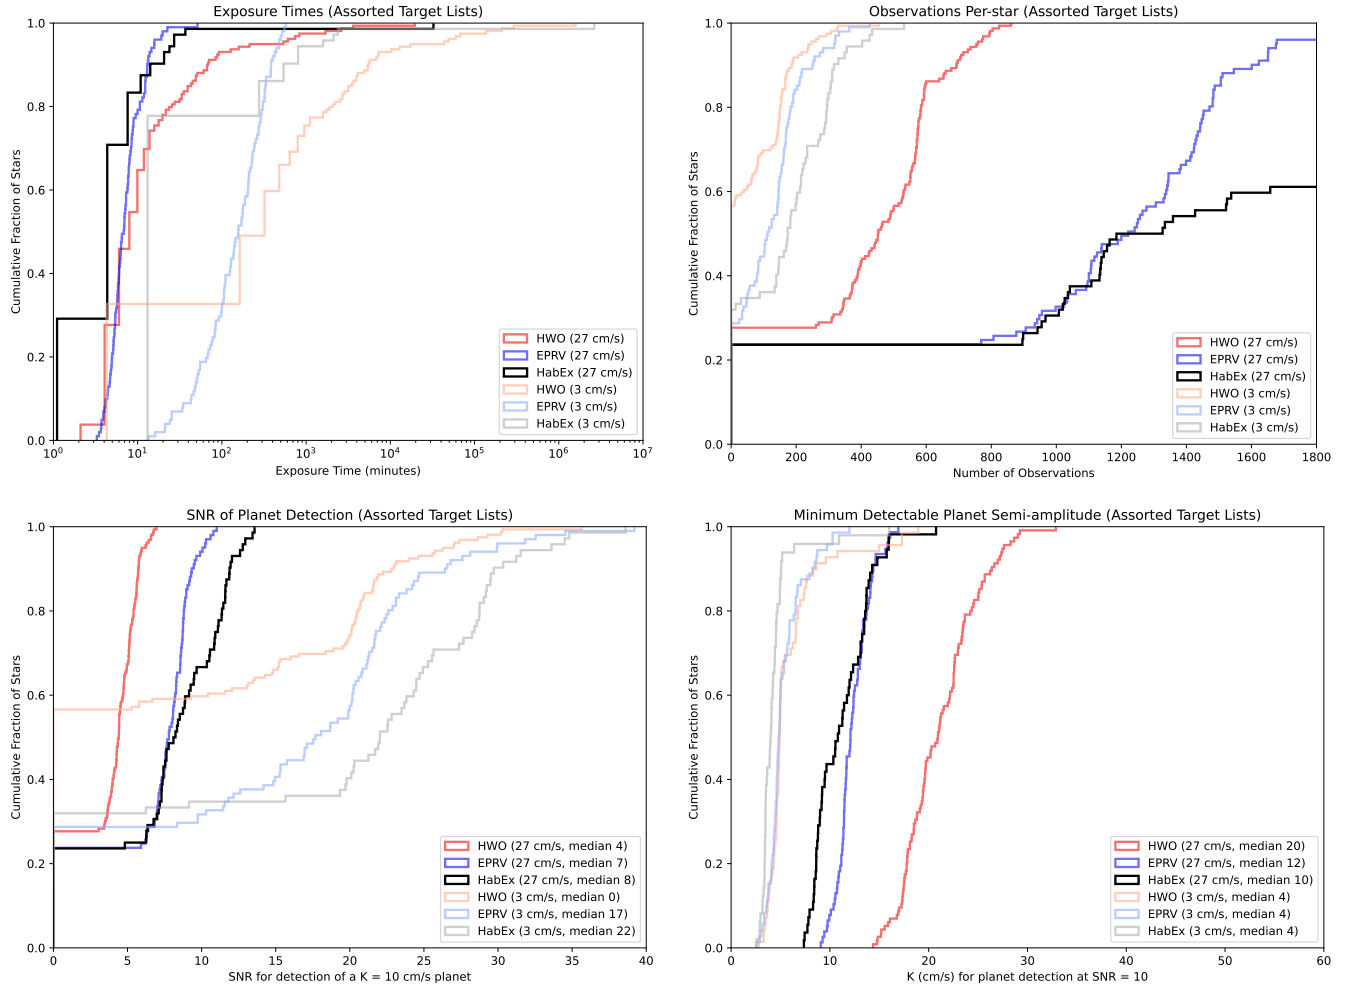 Exposure Times (Assorted Target Lists)
Cumulative Fraction of Stars
1.0
0.8
0.6
0.4
0.2
0.0
HWO (27 cm/s)
EPRV (27 cm/s)
HabEx (27 cm/s)
HWO (3 cm/s)
EPRV (3 cm/s)
HabEx (3 cm/s)
10^0 10^1 10^2 10^3 10^4 10^5 10^6 10^7
Exposure Time (minutes)
Observations Per-star (Assorted Target Lists)
Cumulative Fraction of Stars
1.0
0.8
0.6
0.4
0.2
0.0
HWO (27 cm/s)
EPRV (27 cm/s)
HabEx (27 cm/s)
HWO (3 cm/s)
EPRV (3 cm/s)
HabEx (3 cm/s)
0 200 400 600 800 1000 1200 1400 1600 1800
Number of Observations
SNR of Planet Detection (Assorted Target Lists)
Cumulative Fraction of Stars
1.0
0.8
0.6
0.4
0.2
0.0
HWO (27 cm/s, median 4)
EPRV (27 cm/s, median 7)
HabEx (27 cm/s, median 8)
HWO (3 cm/s, median 0)
EPRV (3 cm/s, median 17)
HabEx (3 cm/s, median 22)
0 5 10 15 20 25 30 35 40
SNR for detection of a K = 10 cm/s planet
Minimum Detectable Planet Semi-amplitude (Assorted Target Lists)
Cumulative Fraction of Stars
1.0
0.8
0.6
0.4
0.2
0.0
HWO (27 cm/s, median 20)
EPRV (27 cm/s, median 12)
HabEx (27 cm/s, median 10)
HWO (3 cm/s, median 4)
EPRV (3 cm/s, median 4)
HabEx (3 cm/s, median 4)
0 10 20 30 40 50 60
K (cm/s) for planet detection at SNR = 10